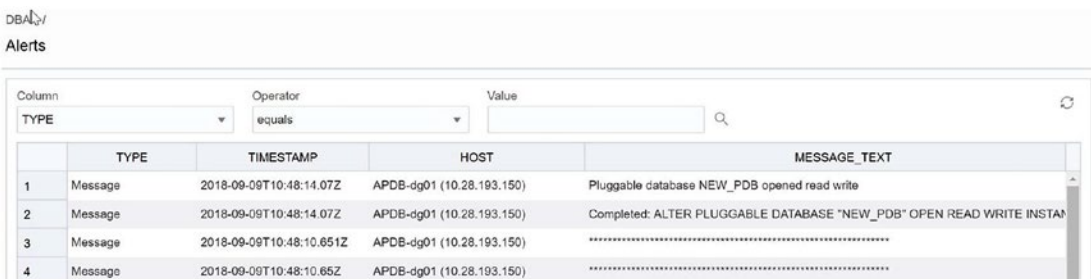 DBA /
Alerts
Column Operator Value
TYPE equals
TYPE TIMESTAMP HOST MESSAGE_TEXT
1 Message 2018-09-09T10:48:14.07Z APDB-dg01 (10.28.193.150) Pluggable database NEW_PDB opened read write
2 Message 2018-09-09T10:48:14.07Z APDB-dg01 (10.28.193.150) Completed: ALTER PLUGGABLE DATABASE "NEW_PDB" OPEN READ WRITE INSTAN
3 Message 2018-09-09T10:48:10.651Z APDB-dg01 (10.28.193.150) ******************************************************************
4 Message 2018-09-09T10:48:10.65Z APDB-dg01 (10.28.193.150) ******************************************************************